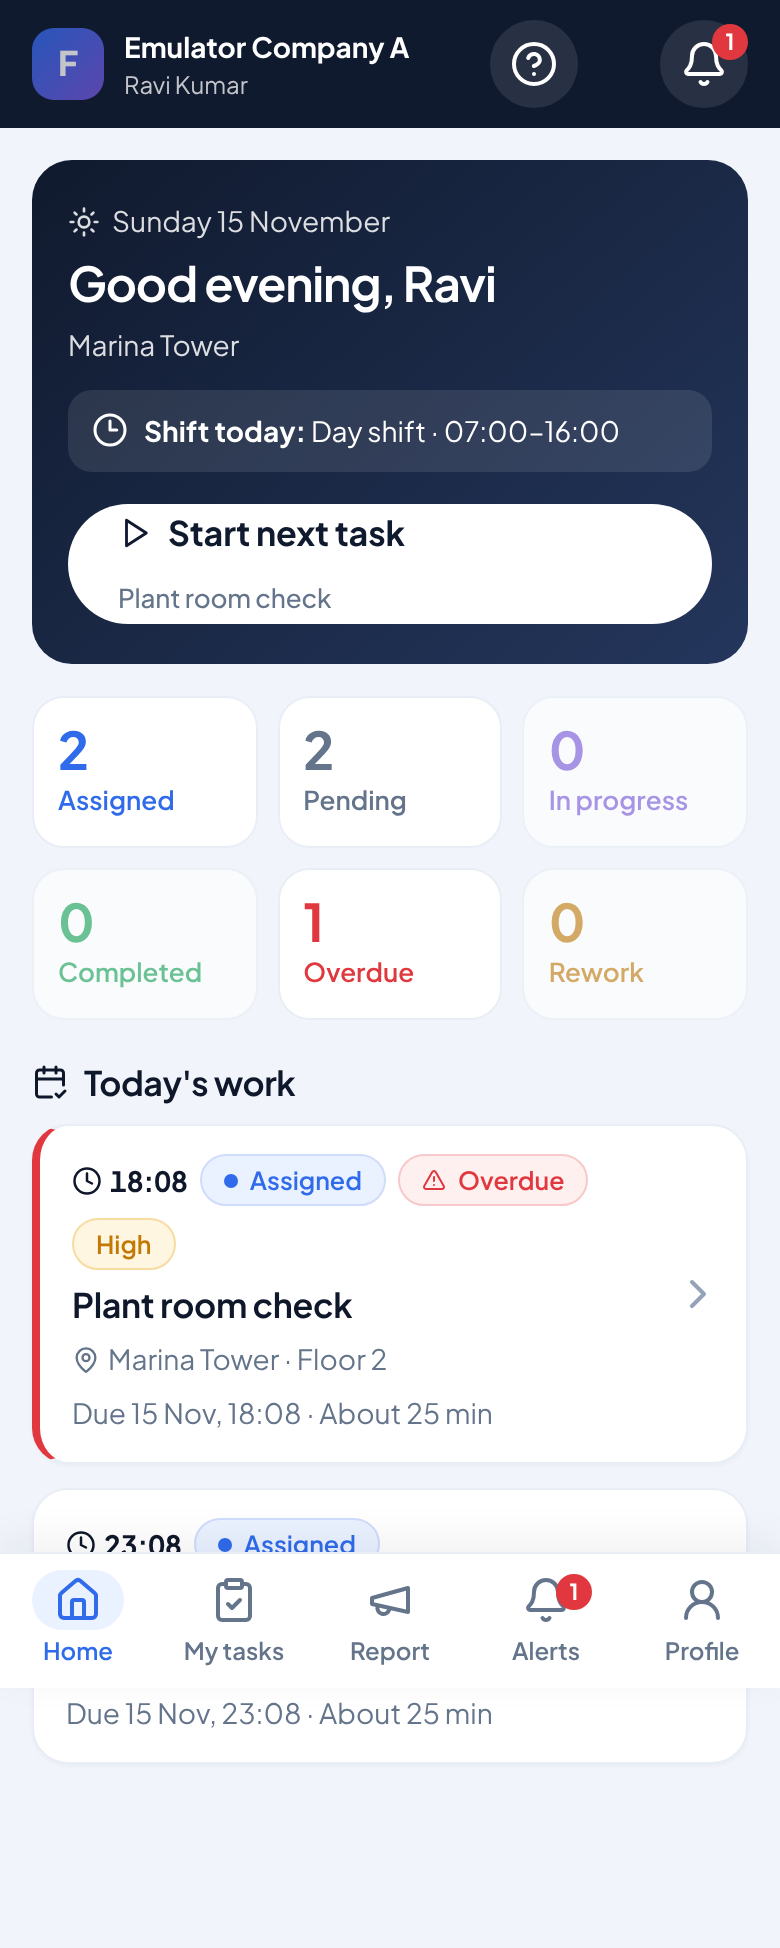 F
Emulator Company A
Ravi Kumar
1
Sunday 15 November
Good evening, Ravi
Marina Tower
Shift today: Day shift · 07:00–16:00
Start next task
Plant room check
2
Assigned
2
Pending
0
In progress
0
Completed
1
Overdue
0
Rework
Today's work
18:08 Assigned Overdue
High
Plant room check
Marina Tower · Floor 2
Due 15 Nov, 18:08 · About 25 min
23:08 Assigned
Home
My tasks
Report
1
Alerts
Profile
Due 15 Nov, 23:08 · About 25 min